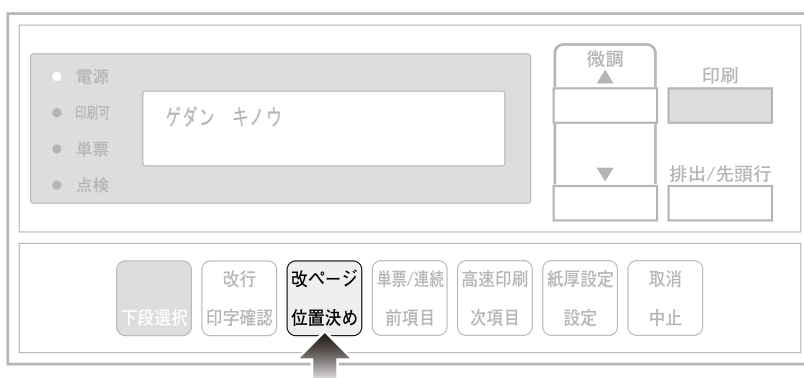 電源
印刷可
単票
点検
ゲダン キノウ
微調
▲
▼
印刷
排出/先頭行
下段選択
改行
印字確認
改ページ
位置決め
単票/連続
前項目
高速印刷
次項目
紙厚設定
設定
取消
中止